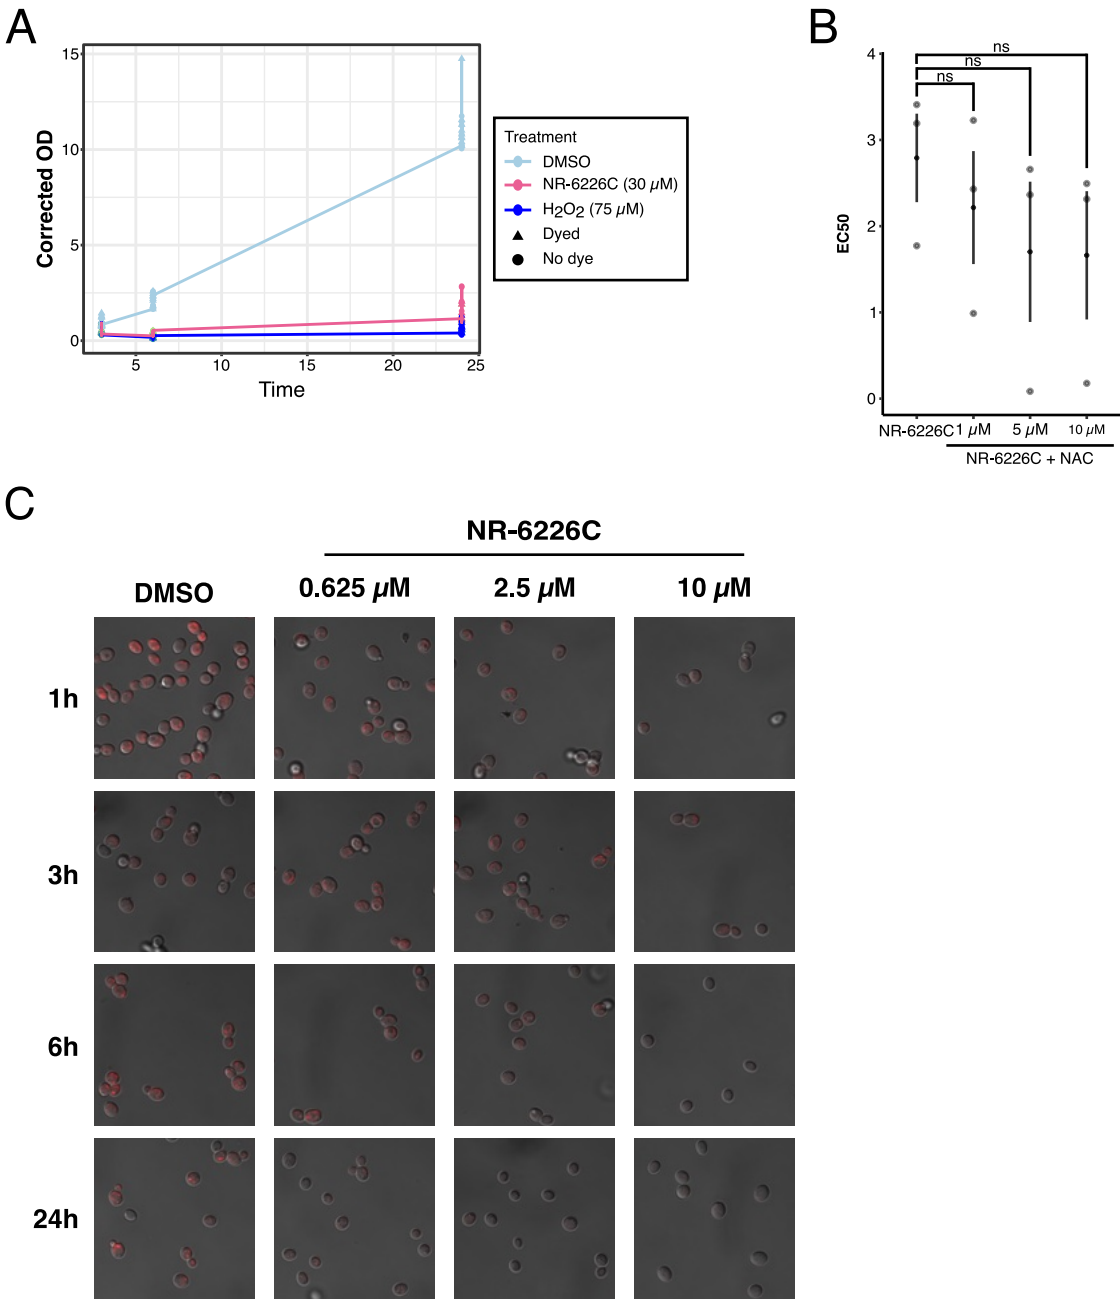 A
15
10
5
0
Corrected OD
5
10
15
20
25
Time
Treatment
DMSO
NR-6226C (30 µM)
H2O2 (75 µM)
Dyed
No dye
B
4
3
2
1
0
EC50
ns
ns
ns
NR-6226C 1 µM 5 µM 10 µM
NR-6226C + NAC
C
NR-6226C
DMSO 0.625 µM 2.5 µM 10 µM
1h
3h
6h
24h